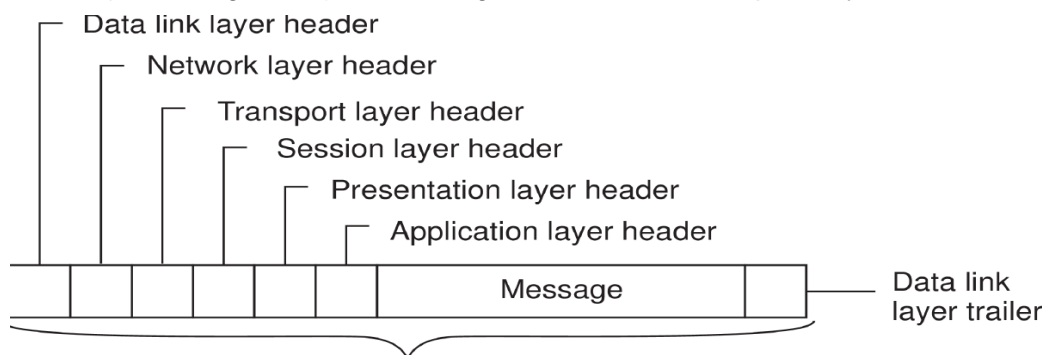 Data link layer header
Network layer header
Transport layer header
Session layer header
Presentation layer header
Application layer header
Message
Data link
layer trailer